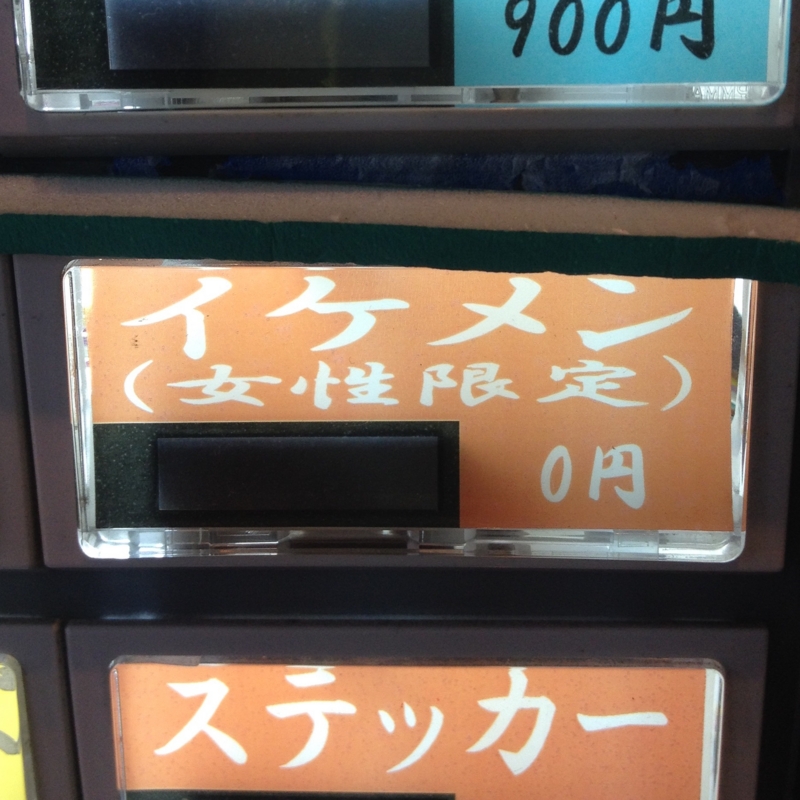 900円
イケメン
(女性限定)
0円
ステッカー